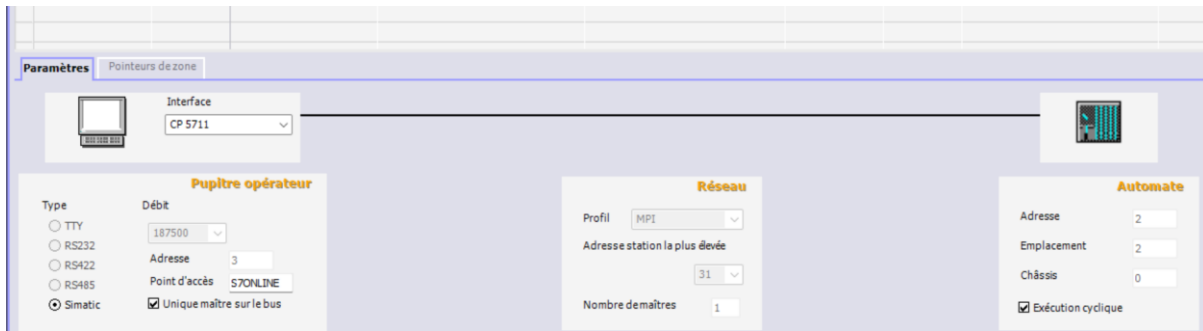 Paramètres Pointeurs de zone
Interface
CP 5711
Pupitre opérateur
Type Débit
TTY
187500
RS232
Adresse 3
RS422
Point d'accès S7ONLINE
RS485
Simatic Unique maître sur le bus
Réseau
Profil MPI
Adresse station la plus élevée
31
Nombre de maîtres 1
Automate
Adresse 2
Emplacement 2
Châssis 0
Exécution cyclique